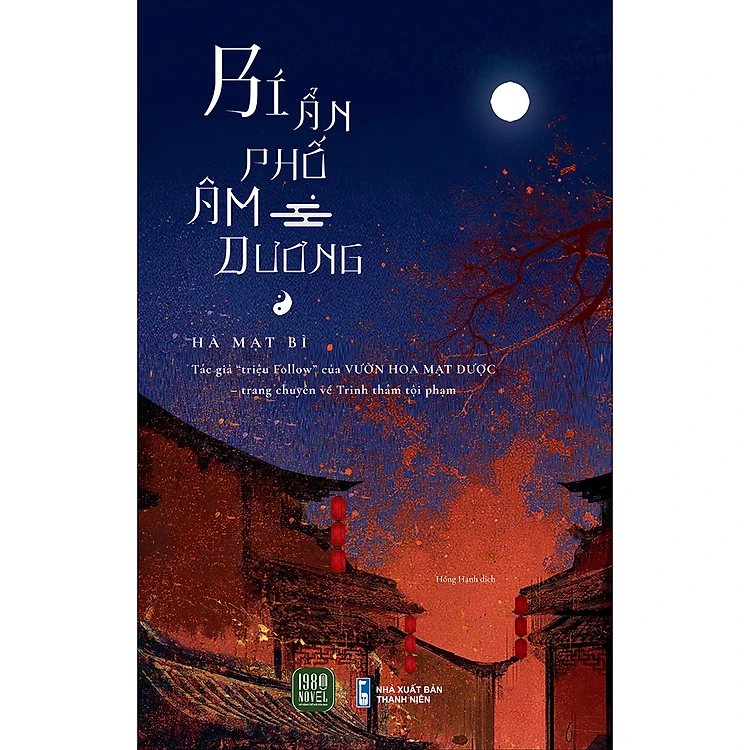 BÍ ẨN
PHỐ
ÂM
DƯƠNG
HÀ MẠT BÌ
Tác giả “triệu Follow” của VƯỜN HOA MẠT DƯỢC
– trang chuyên về Trinh thám tội phạm
Hồng Hạnh dịch
1980
NOVEL
NHÀ XUẤT BẢN
THANH NIÊN